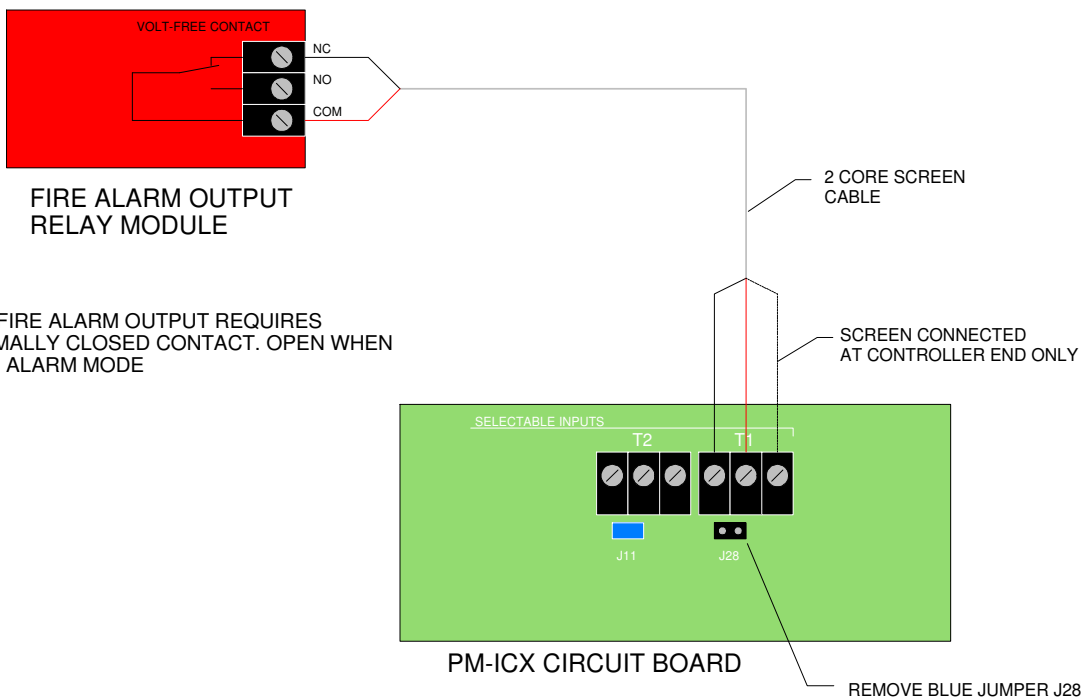 VOLT-FREE CONTACT
NC
NO
COM
FIRE ALARM OUTPUT
RELAY MODULE
2 CORE SCREEN
CABLE
FIRE ALARM OUTPUT REQUIRES
MALLY CLOSED CONTACT. OPEN WHEN
ALARM MODE
SCREEN CONNECTED
AT CONTROLLER END ONLY
SELECTABLE INPUTS
T2
T1
J11
J28
PM-ICX CIRCUIT BOARD
REMOVE BLUE JUMPER J28